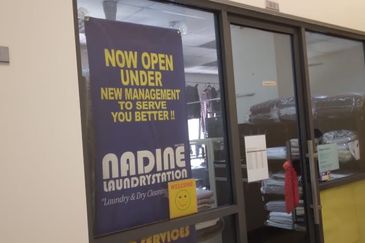 NOW OPEN
UNDER
NEW MANAGEMENT
TO SERVE
YOU BETTER !!
NADINE
LAUNDRYSTATION
"Laundry & Dry Cleaning
WELCOME
SERVICES